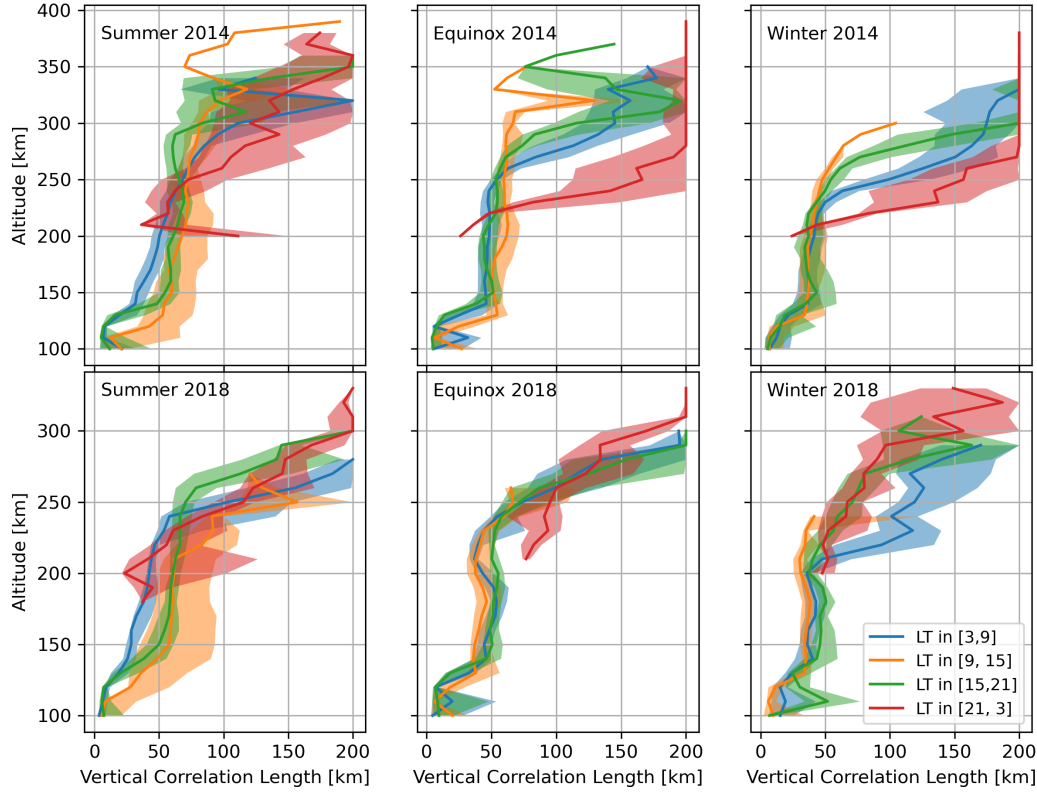 Summer 2014
Equinox 2014
Winter 2014
400
350
300
250
200
150
100
Altitude [km]
Summer 2018
Equinox 2018
Winter 2018
300
250
200
150
100
Altitude [km]
LT in [3,9]
LT in [9, 15]
LT in [15,21]
LT in [21, 3]
0 50 100 150 200
0 50 100 150 200
0 50 100 150 200
Vertical Correlation Length [km]
Vertical Correlation Length [km]
Vertical Correlation Length [km]